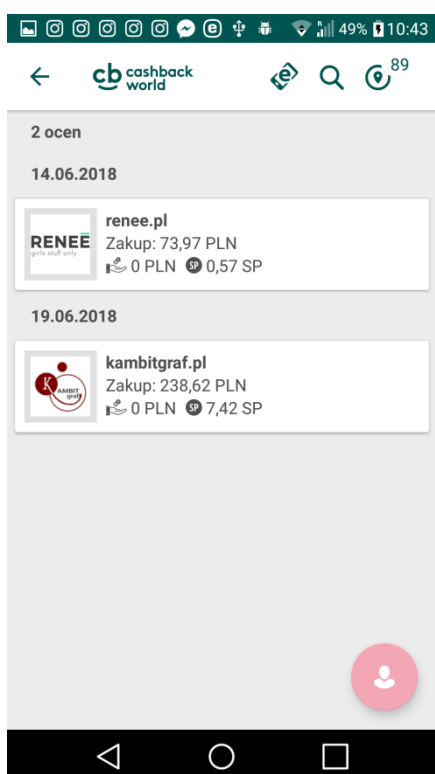 49% 10:43
cb cashback world
89
2 ocen
14.06.2018
RENEE
girls stuff only
renee.pl
Zakup: 73,97 PLN
0 PLN SP 0,57 SP
19.06.2018
K AMBIT graf
kambitgraf.pl
Zakup: 238,62 PLN
0 PLN SP 7,42 SP